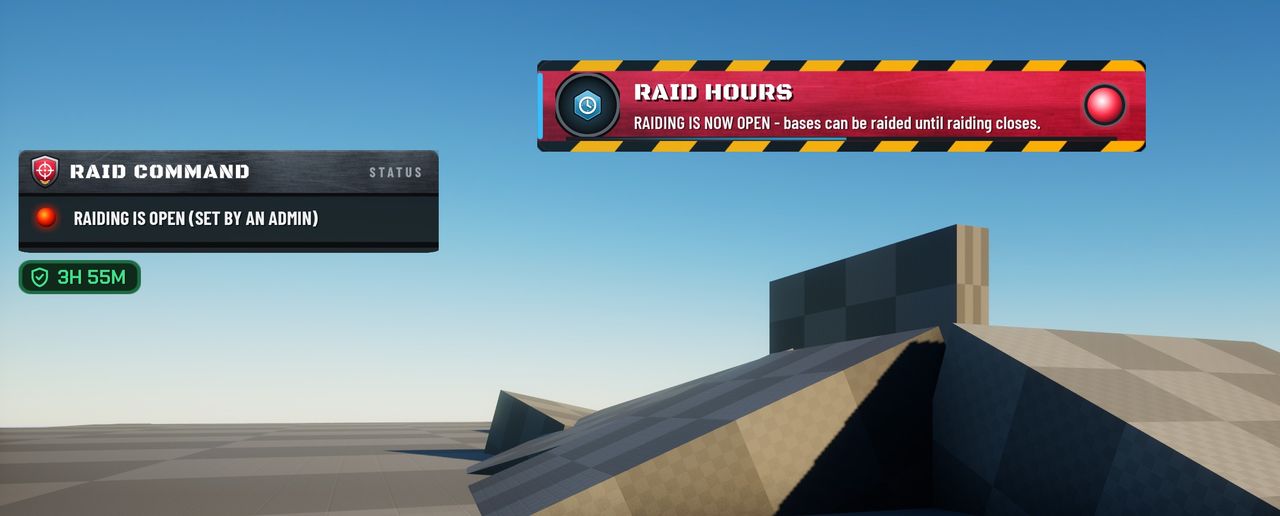 RAID HOURS
RAIDING IS NOW OPEN - bases can be raided until raiding closes.
RAID COMMAND STATUS
RAIDING IS OPEN (SET BY AN ADMIN)
3H 55M